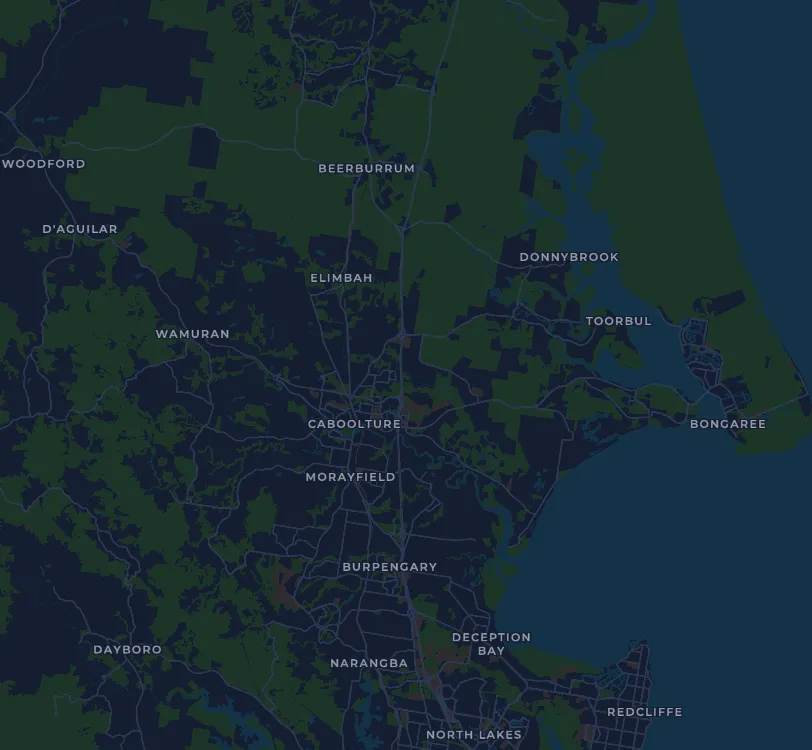 WOODFORD
BEERBURRUM
D'AGUILAR
DONNYBROOK
ELIMBAH
TOORBUL
WAMURAN
CABOOLTURE
BONGAREE
MORAYFIELD
BURPENGARY
DECEPTION
BAY
DAYBORO
NARANGBA
REDCLIFFE
NORTH LAKES